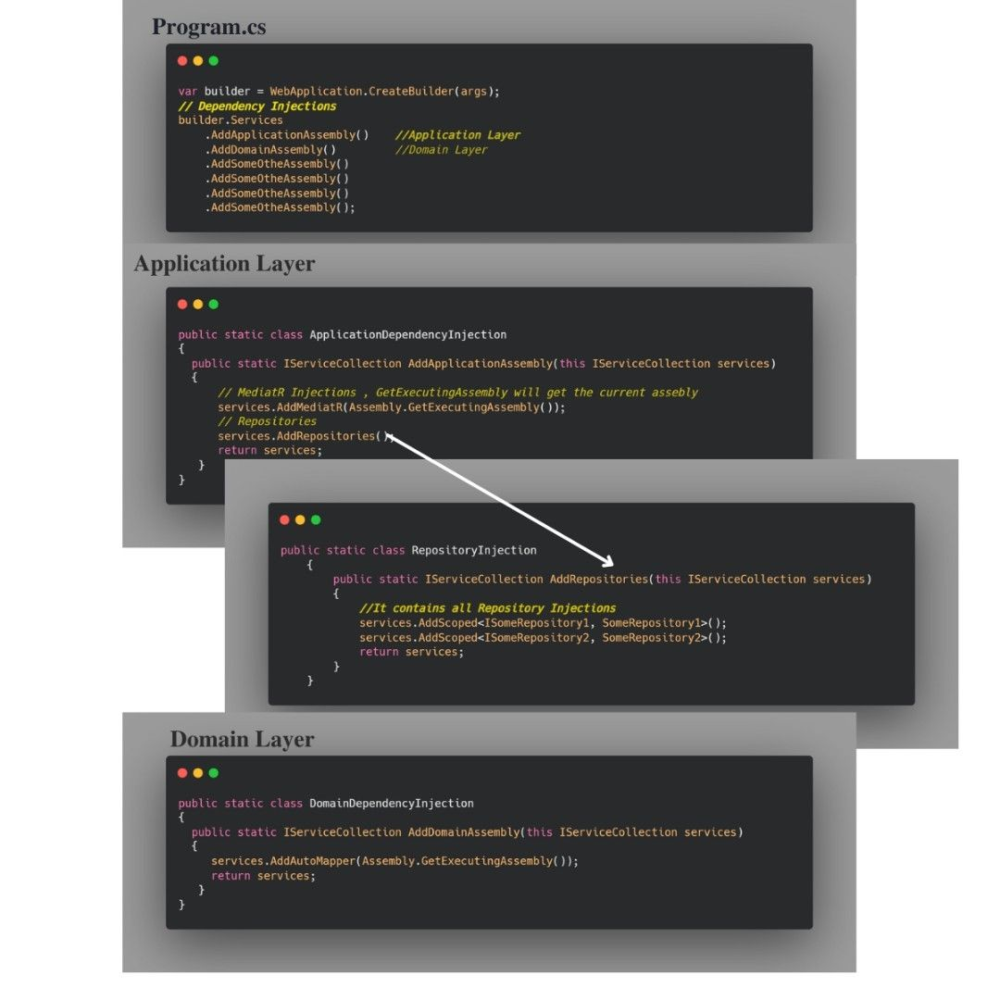 Program.cs
var builder = WebApplication.CreateBuilder(args);
// Dependency Injections
builder.Services
    .AddApplicationAssembly()    //Application Layer
    .AddDomainAssembly()         //Domain Layer
    .AddSomeOtheAssembly()
    .AddSomeOtheAssembly()
    .AddSomeOtheAssembly()
    .AddSomeOtheAssembly();
Application Layer
public static class ApplicationDependencyInjection
{
  public static IServiceCollection AddApplicationAssembly(this IServiceCollection services)
  {
      // MediatR Injections , GetExecutingAssembly will get the current assebly
      services.AddMediatR(Assembly.GetExecutingAssembly());
      // Repositories
      services.AddRepositories();
      return services;
   }
}
public static class RepositoryInjection
    {
        public static IServiceCollection AddRepositories(this IServiceCollection services)
        {
            //It contains all Repository Injections
            services.AddScoped<ISomeRepository1, SomeRepository1>();
            services.AddScoped<ISomeRepository2, SomeRepository2>();
            return services;
        }
    }
Domain Layer
public static class DomainDependencyInjection
{
  public static IServiceCollection AddDomainAssembly(this IServiceCollection services)
  {
     services.AddAutoMapper(Assembly.GetExecutingAssembly());
     return services;
   }
}